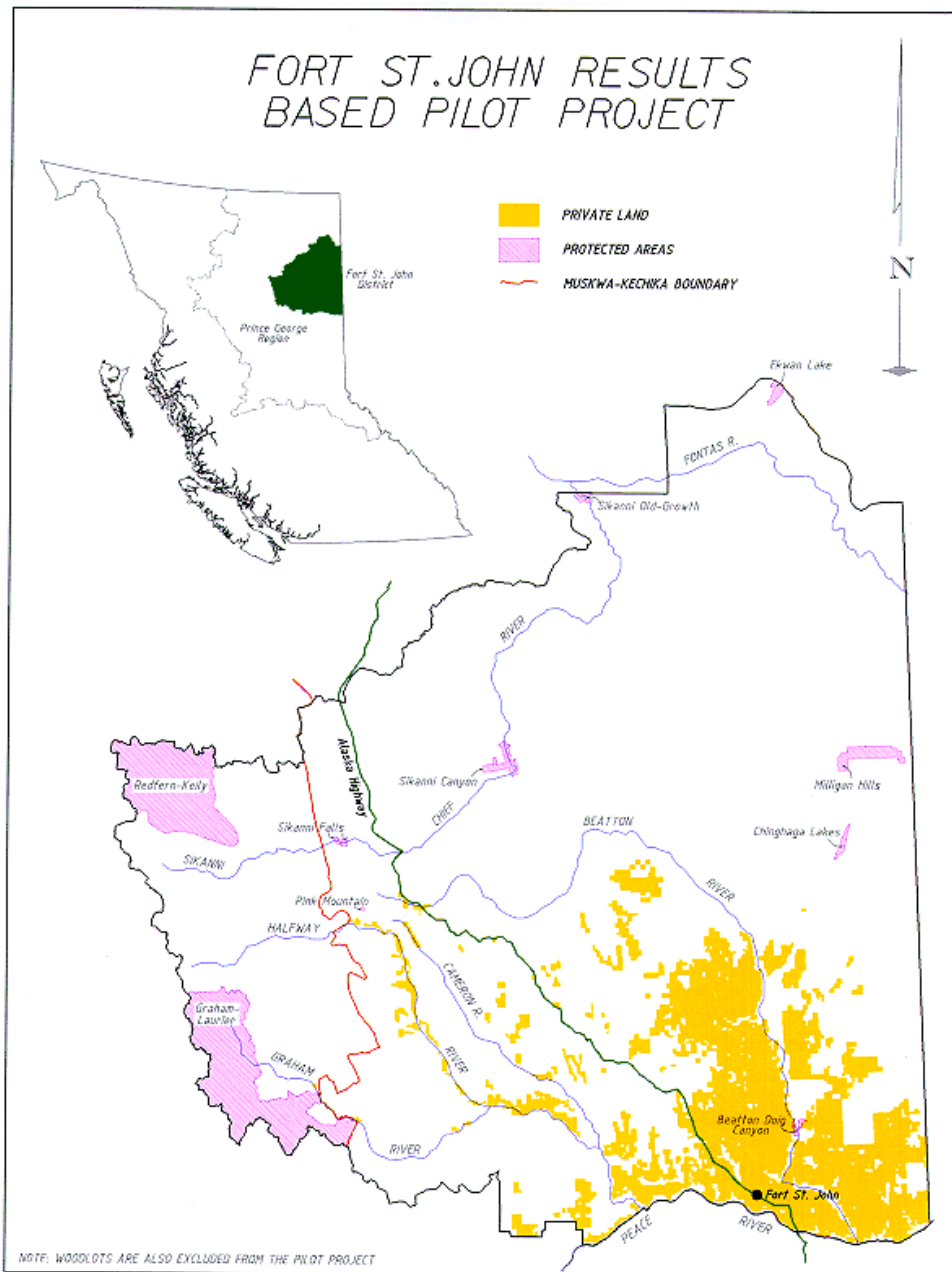 FORT ST.JOHN RESULTS
BASED PILOT PROJECT
PRIVATE LAND
PROTECTED AREAS
MUSKWA-KECHIKA BOUNDARY
N
Fort St. John
District
Prince George
Region
Ekwan Lake
FONTAS R.
Sikanni Old-Growth
RIVER
Alaska Highway
Redfern-Keily
Sikanni Canyon
Milligan Hills
CHIEF
Sikanni Falls
BEATTON
Chinghaga Lakes
SIKANNI
RIVER
Pink Mountain
HALFWAY
CAMERON R.
Graham-
Laurier
GRAHAM
RIVER
Beatton Doig
Canyon
RIVER
Fort St. John
PEACE
RIVER
NOTE: WOODLOTS ARE ALSO EXCLUDED FROM THE PILOT PROJECT